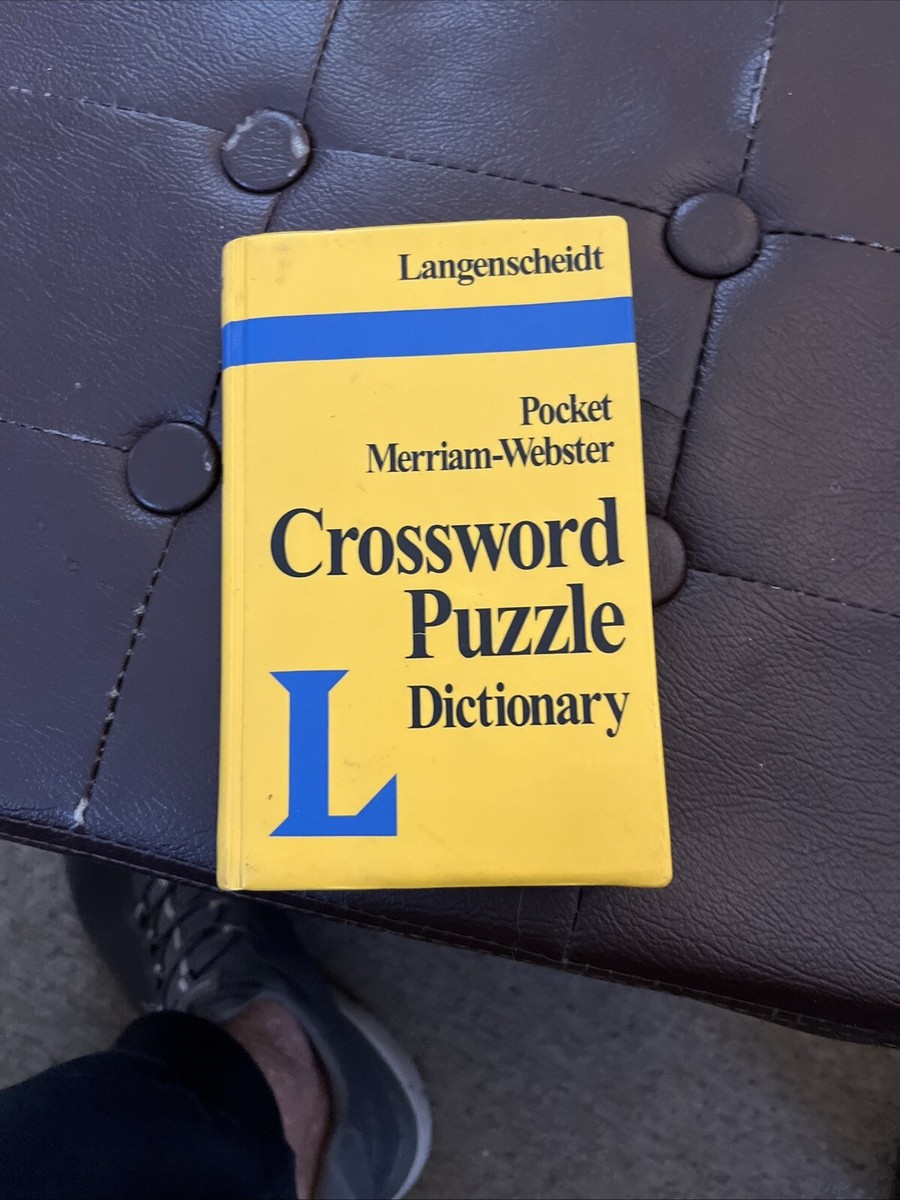 Langenscheidt
Pocket
Merriam-Webster
Crossword
Puzzle
Dictionary
L